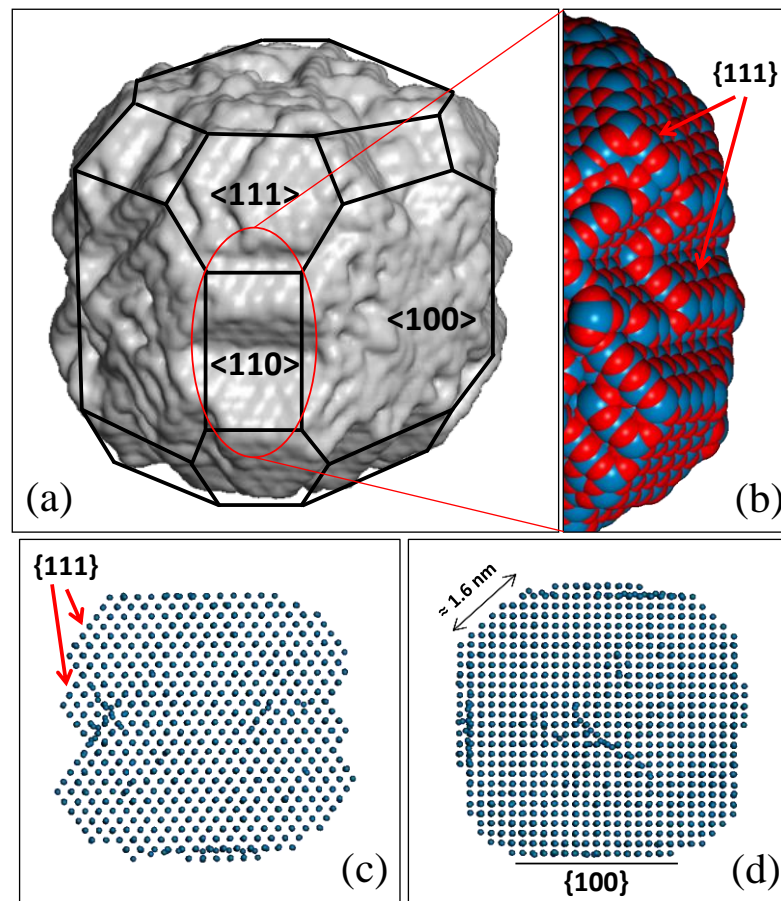 {111}
<111>
<100>
<110>
(a)
(b)
{111}
≈ 1.6 nm
(c)
(d)
{100}